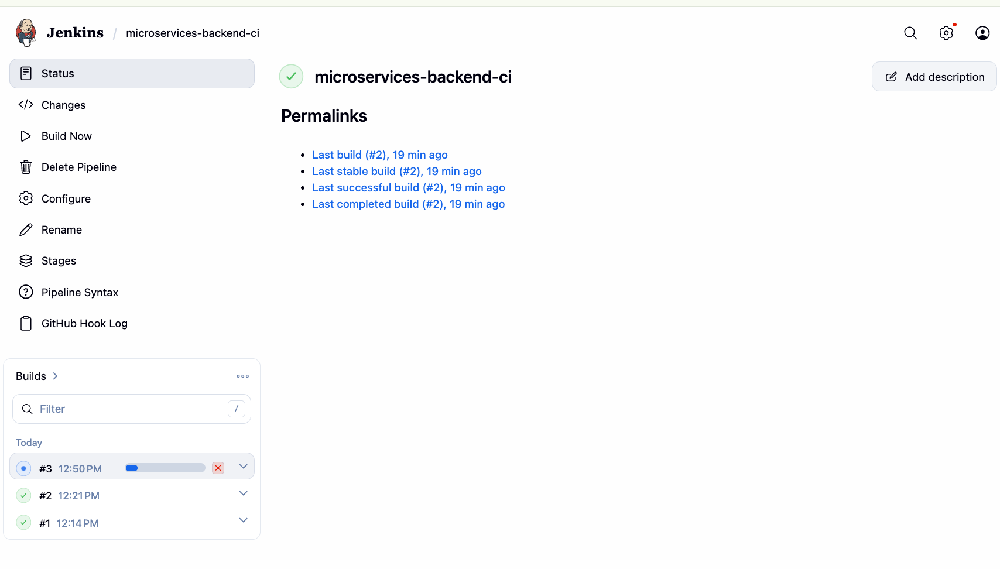 Jenkins / microservices-backend-ci
Status
Changes
Build Now
Delete Pipeline
Configure
Rename
Stages
Pipeline Syntax
GitHub Hook Log
Builds
Filter /
Today
#3 12:50 PM
#2 12:21 PM
#1 12:14 PM
microservices-backend-ci
Add description
Permalinks
Last build (#2), 19 min ago
Last stable build (#2), 19 min ago
Last successful build (#2), 19 min ago
Last completed build (#2), 19 min ago